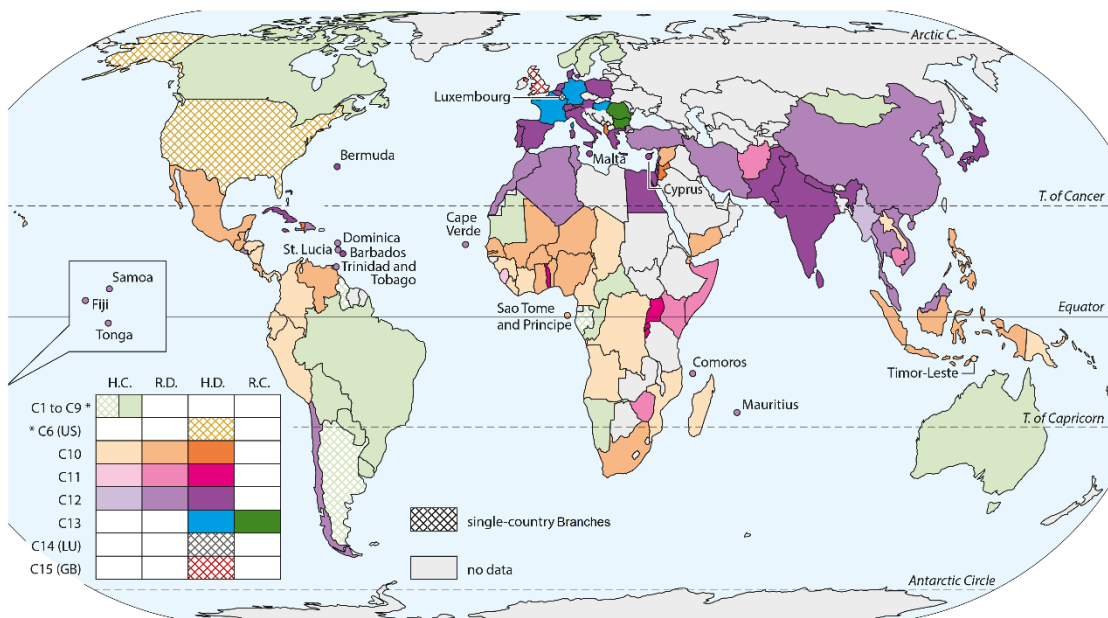 Arctic C.
Luxembourg
Bermuda
Malta
Cyprus
T. of Cancer
Cape
Verde
Dominica
St. Lucia
Barbados
Trinidad and
Tobago
Samoa
Fiji
Tonga
Sao Tome
and Principe
Equator
Comoros
Timor-Leste
Mauritius
T. of Capricorn
H.C. R.D. H.D. R.C.
C1 to C9 *
* C6 (US)
C10
C11
C12
C13
C14 (LU)
C15 (GB)
single-country Branches
no data
Antarctic Circle